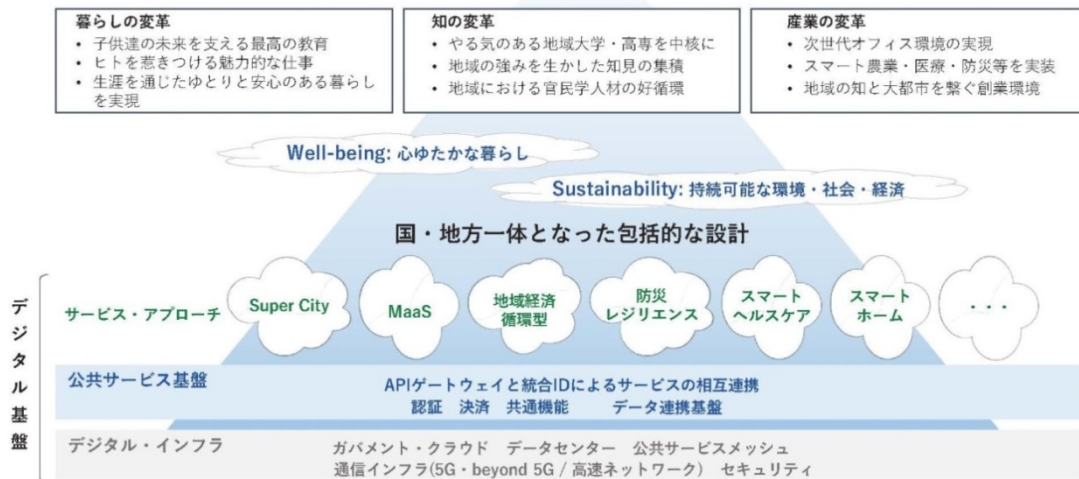 暮らしの変革
• 子供達の未来を支える最高の教育
• ヒトを惹きつける魅力的な仕事
• 生涯を通じたゆとりと安心のある暮らし
を実現
知の変革
• やる気のある地域大学・高専を中核に
• 地域の強みを生かした知見の集積
• 地域における官民学人材の好循環
産業の変革
• 次世代オフィス環境の実現
• スマート農業・医療・防災等を実装
• 地域の知と大都市を繋ぐ創業環境
Well-being: 心ゆたかな暮らし
Sustainability: 持続可能な環境・社会・経済
国・地方一体となった包括的な設計
デジタル基盤
サービス・アプローチ
Super City
MaaS
地域経済
循環型
防災
レジリエンス
スマート
ヘルスケア
スマート
ホーム
・・・
公共サービス基盤
APIゲートウェイと統合IDによるサービスの相互連携
認証 決済 共通機能 データ連携基盤
デジタル・インフラ
ガバメント・クラウド データセンター 公共サービスメッシュ
通信インフラ(5G・beyond 5G / 高速ネットワーク) セキュリティ